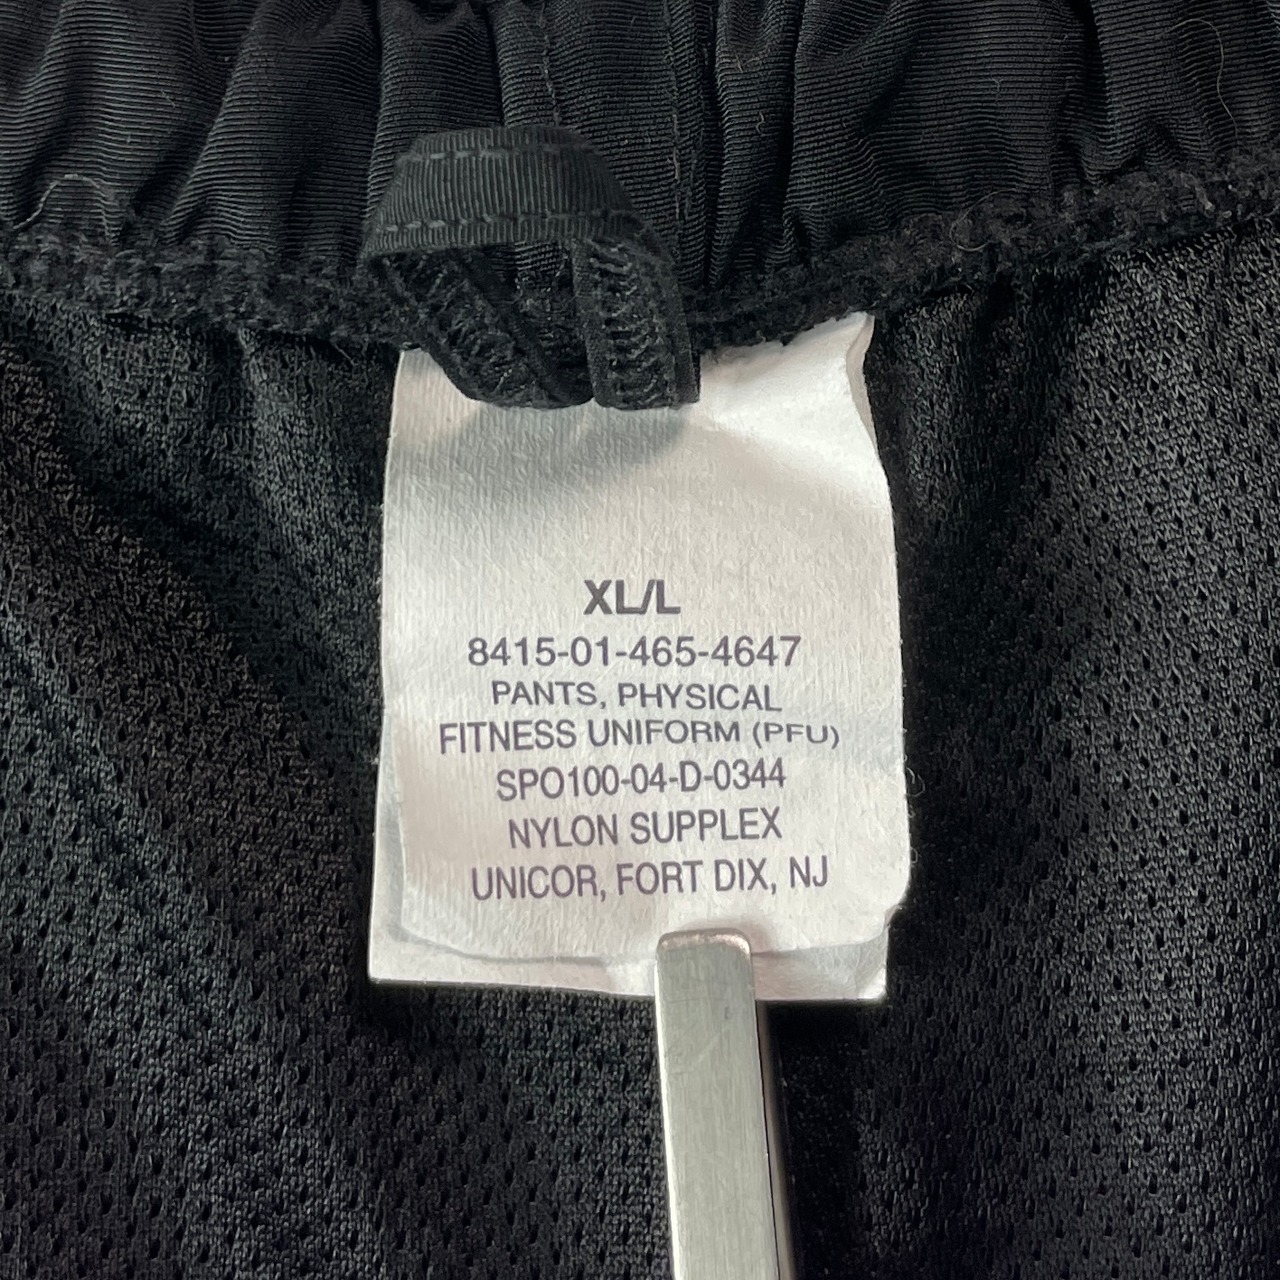 XL/L
8415-01-465-4647
PANTS, PHYSICAL
FITNESS UNIFORM (PFU)
SPO100-04-D-0344
NYLON SUPPLEX
UNICOR, FORT DIX, NJ